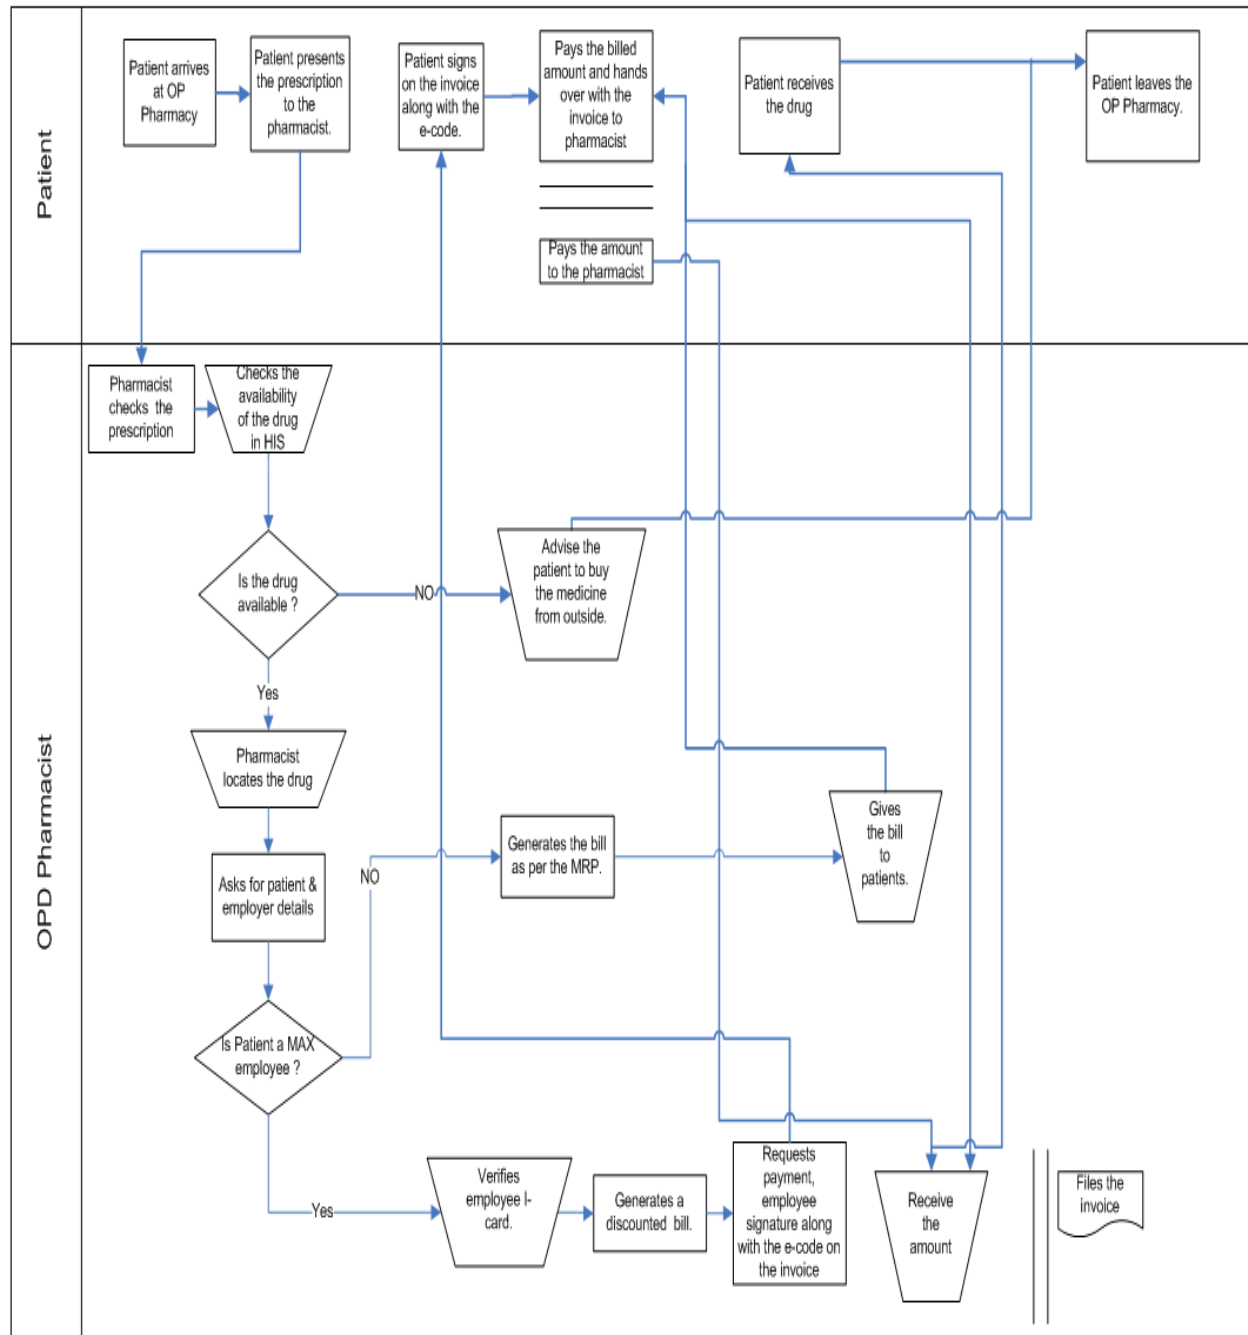 Patient
Patient arrives
at OP
Pharmacy
Patient presents
the prescription
to the
pharmacist.
Patient signs
on the invoice
along with the
e-code.
Pays the billed
amount and hands
over with the
invoice to
pharmacist
Pays the amount
to the pharmacist
Patient receives
the drug
Patient leaves the
OP Pharmacy.
OPD Pharmacist
Pharmacist
checks the
prescription
Checks the
availability
of the drug
in HIS
Is the drug
available ?
NO
Advise the
patient to buy
the medicine
from outside.
Yes
Pharmacist
locates the drug
Asks for patient &
employer details
NO
Generates the bill
as per the MRP.
Gives
the bill
to
patients.
Is Patient a MAX
employee ?
Yes
Verifies
employee I-
card.
Generates a
discounted bill.
Requests
payment,
employee
signature along
with the e-code on
the invoice
Receive
the
amount
Files the
invoice